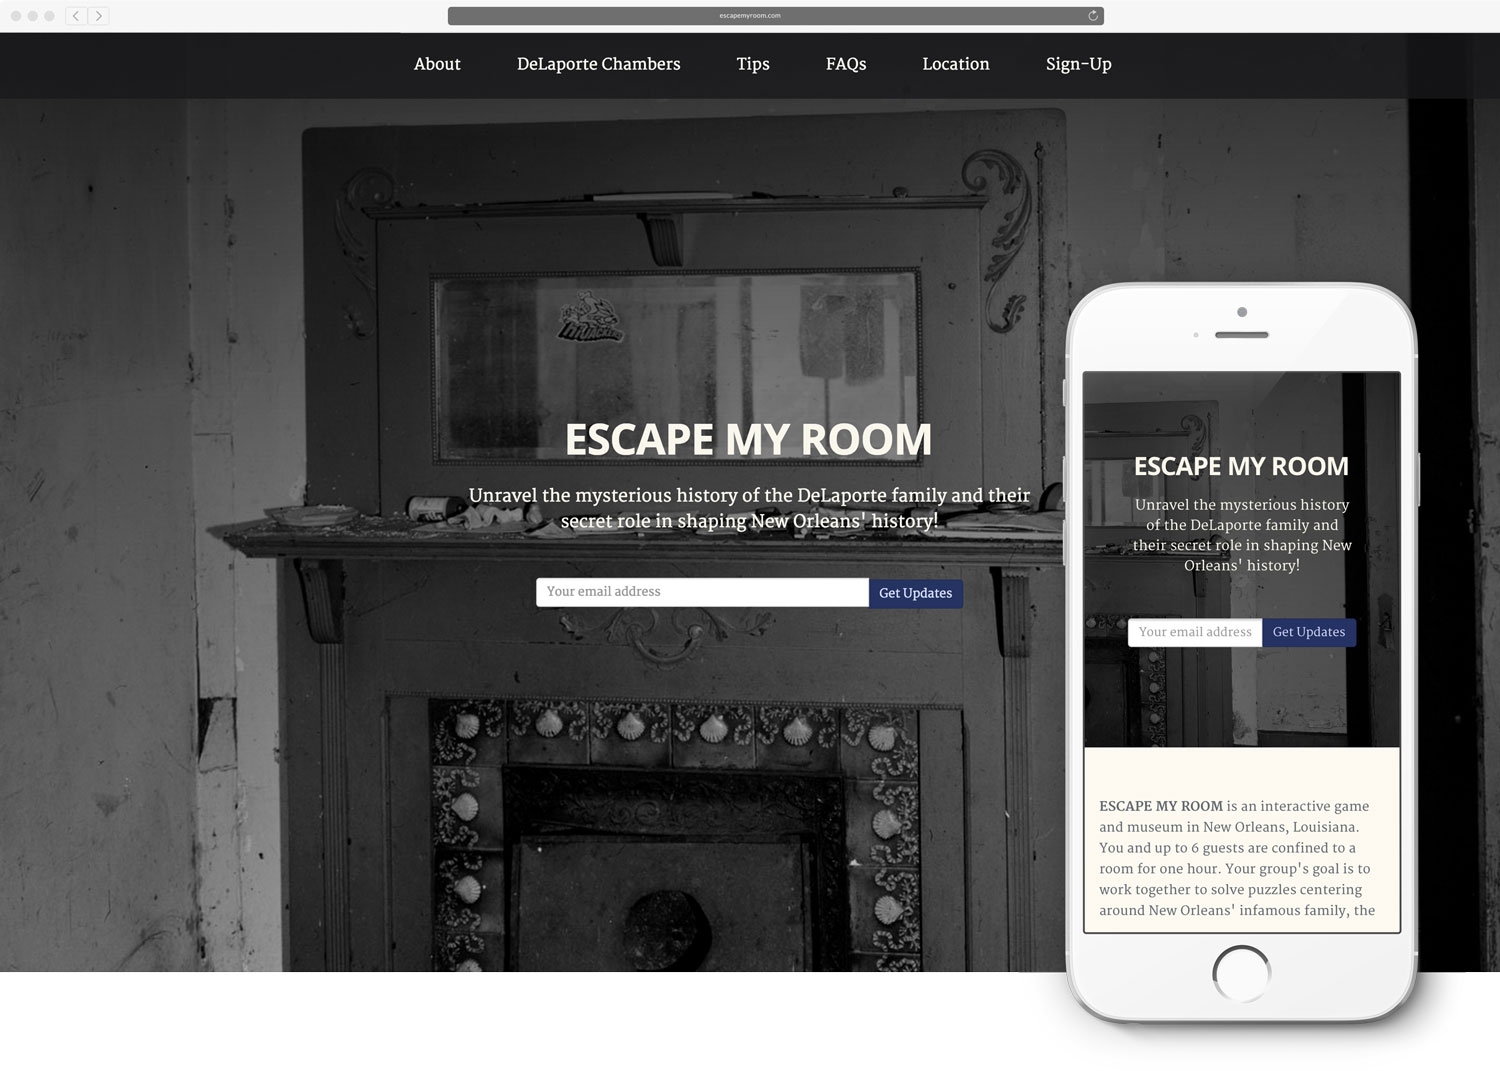 escapemyroom.com
About DeLaporte Chambers Tips FAQs Location Sign-Up
ESCAPE MY ROOM
Unravel the mysterious history of the DeLaporte family and their
secret role in shaping New Orleans' history!
Your email address Get Updates
ESCAPE MY ROOM
Unravel the mysterious history
of the DeLaporte family and
their secret role in shaping New
Orleans' history!
Your email address Get Updates
ESCAPE MY ROOM is an interactive game
and museum in New Orleans, Louisiana.
You and up to 6 guests are confined to a
room for one hour. Your group's goal is to
work together to solve puzzles centering
around New Orleans' infamous family, the